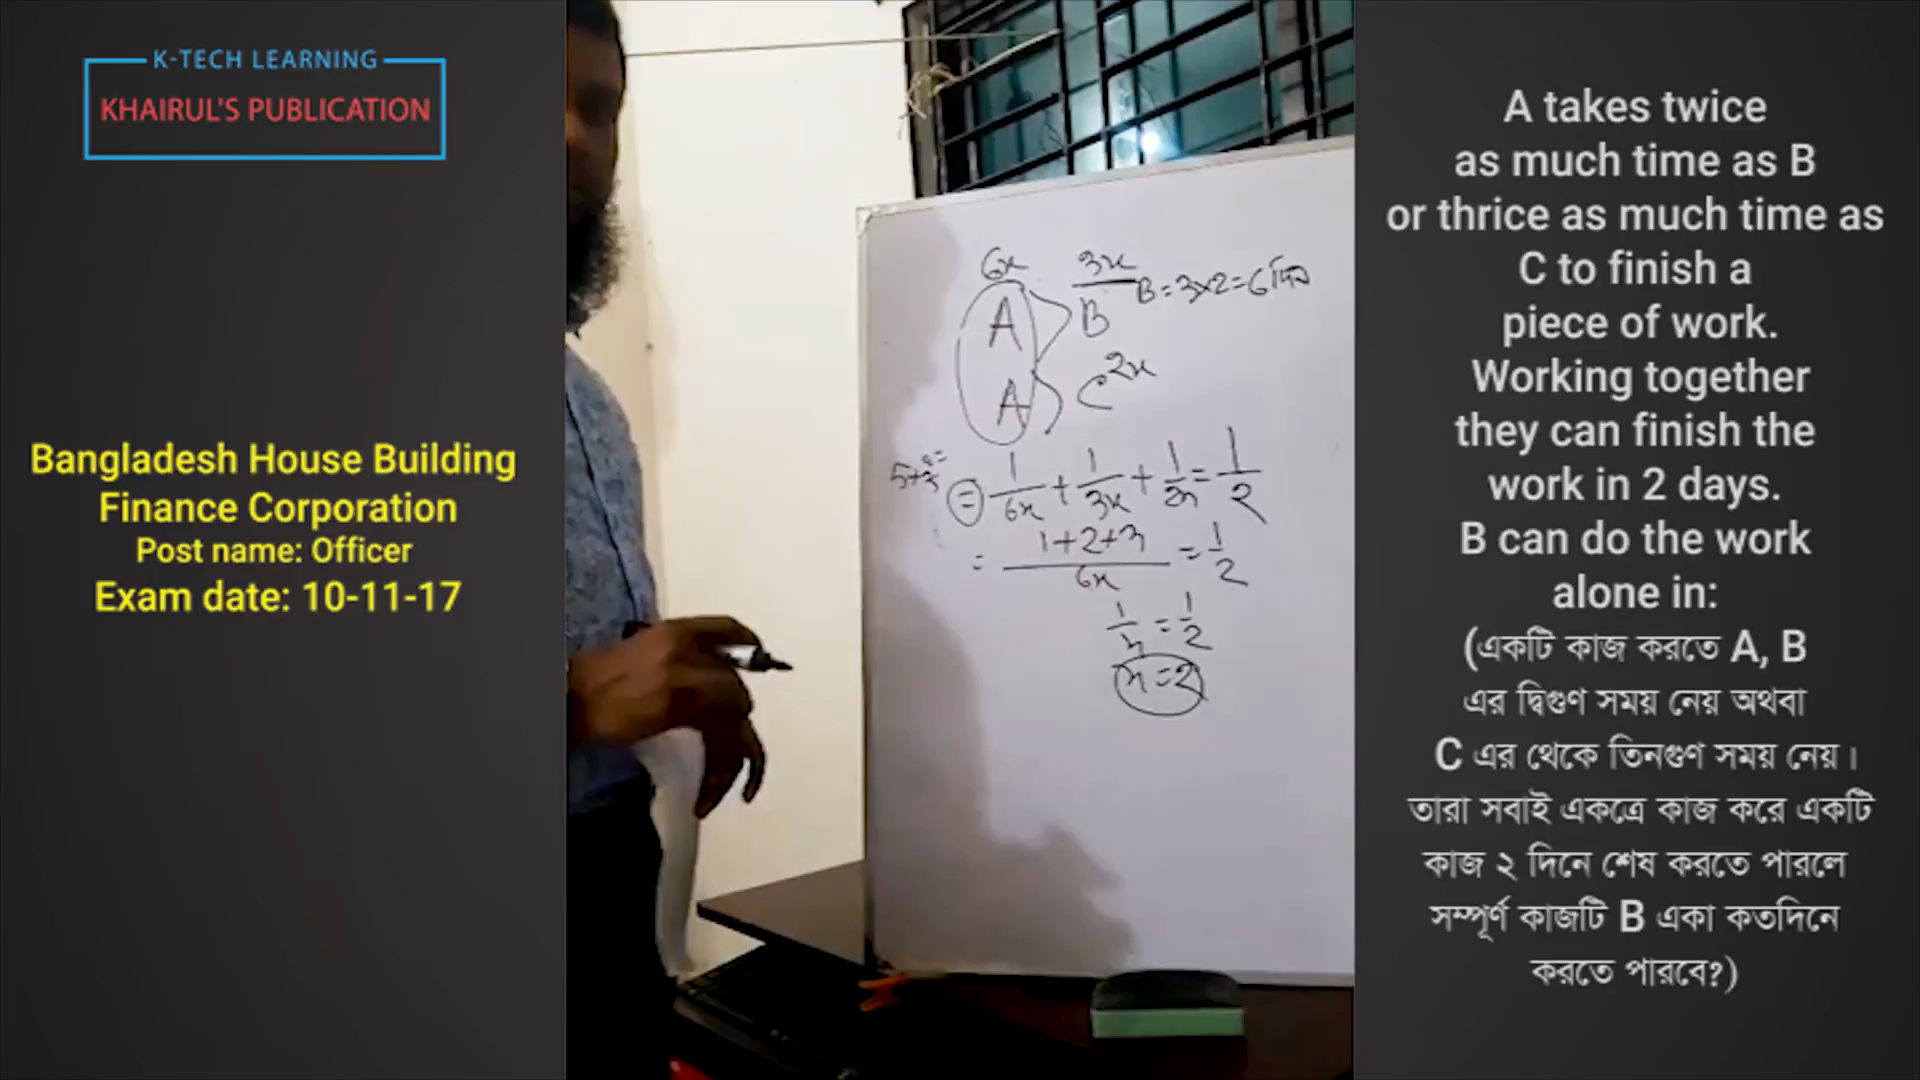 K-TECH LEARNING
KHAIRUL'S PUBLICATION
Bangladesh House Building
Finance Corporation
Post name: Officer
Exam date: 10-11-17
6x 3x
A B B=3×2=6 দিন
A C 2x
= 1/6x + 1/3x + 1/2x = 1/2
= 1+2+3/6x = 1/2
1/x = 1/2
x=2
A takes twice
as much time as B
or thrice as much time as
C to finish a
piece of work.
Working together
they can finish the
work in 2 days.
B can do the work
alone in:
(একটি কাজ করতে A, B
এর দ্বিগুণ সময় নেয় অথবা
C এর থেকে তিনগুণ সময় নেয়।
তারা সবাই একত্রে কাজ করে একটি
কাজ ২ দিনে শেষ করতে পারলে
সম্পূর্ণ কাজটি B একা কতদিনে
করতে পারবে?)